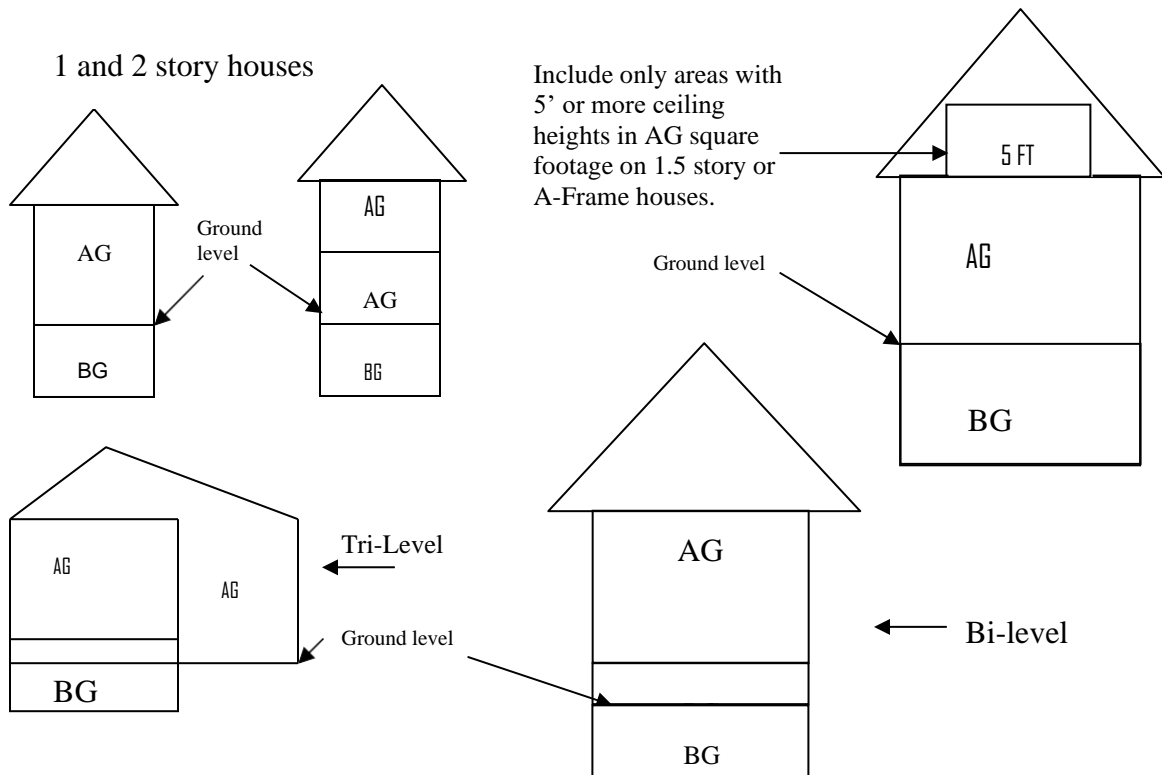 1 and 2 story houses
AG
BG
Ground
level
AG
AG
BG
Include only areas with
5’ or more ceiling
heights in AG square
footage on 1.5 story or
A-Frame houses.
5 FT
AG
Ground level
BG
AG
AG
BG
Tri-Level
Ground level
AG
BG
Bi-level